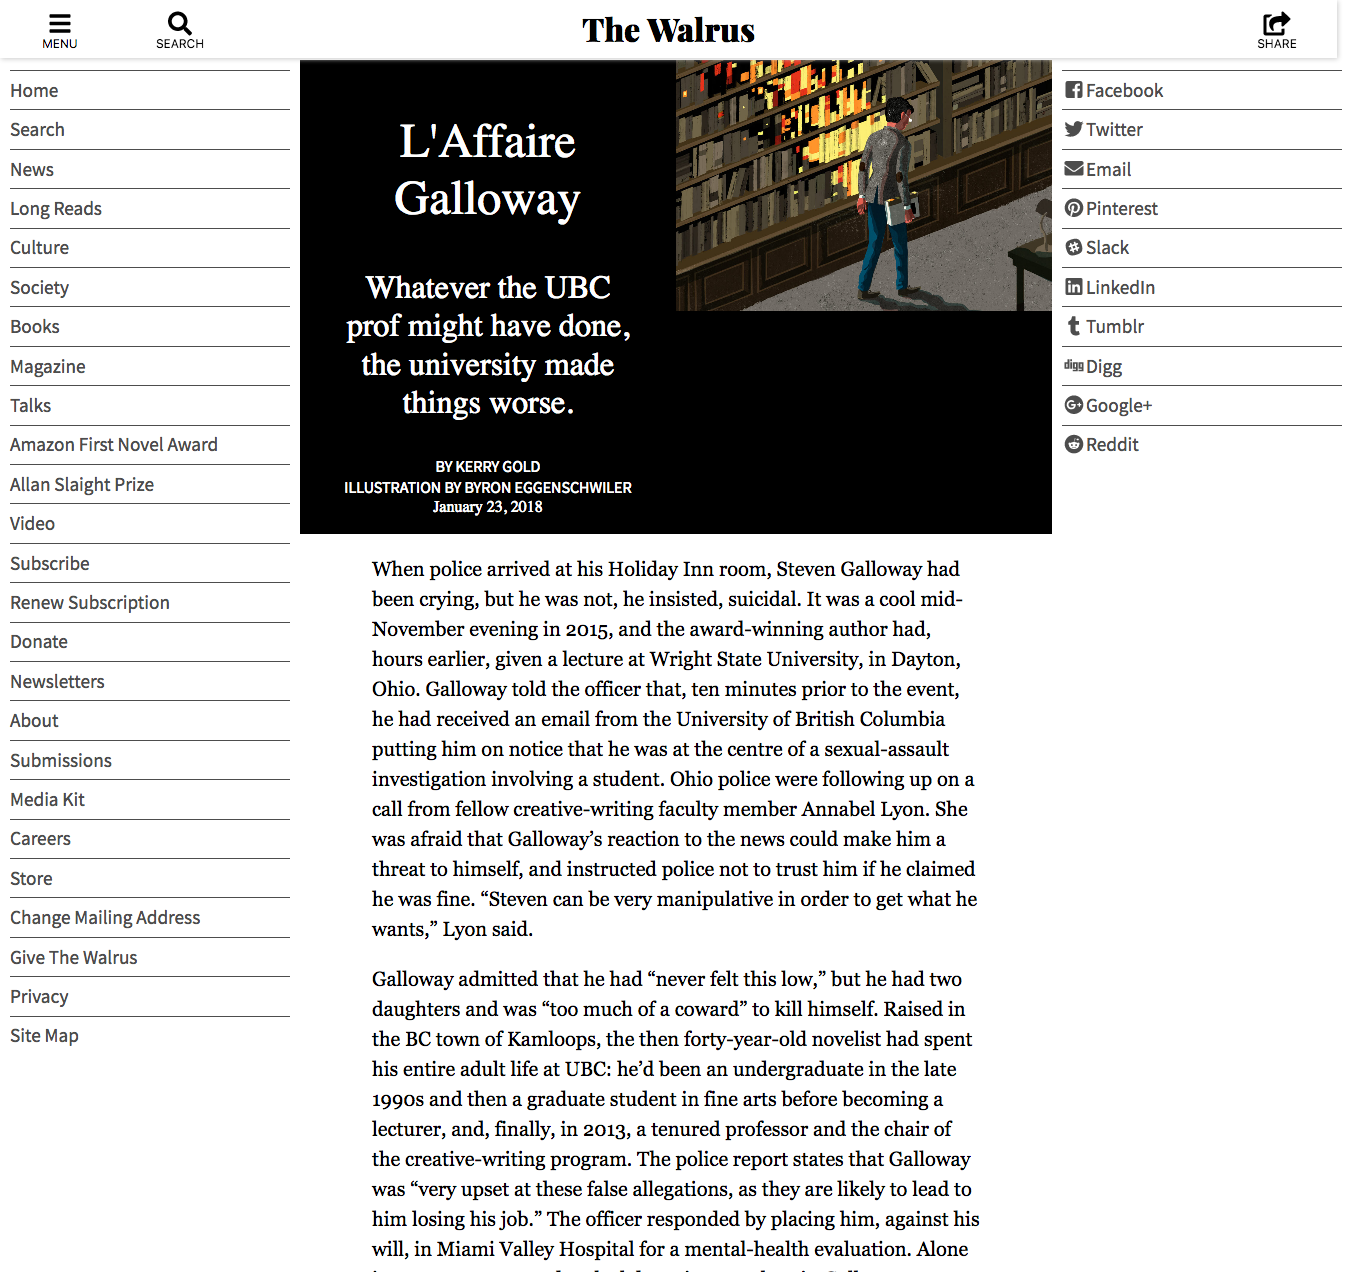 MENU
SEARCH
The Walrus
SHARE
Home
Search
News
Long Reads
Culture
Society
Books
Magazine
Talks
Amazon First Novel Award
Allan Slaight Prize
Video
Subscribe
Renew Subscription
Donate
Newsletters
About
Submissions
Media Kit
Careers
Store
Change Mailing Address
Give The Walrus
Privacy
Site Map
L'Affaire
Galloway
Whatever the UBC
prof might have done,
the university made
things worse.
BY KERRY GOLD
ILLUSTRATION BY BYRON EGGENSCHWILER
January 23, 2018
When police arrived at his Holiday Inn room, Steven Galloway had
been crying, but he was not, he insisted, suicidal. It was a cool mid-
November evening in 2015, and the award-winning author had,
hours earlier, given a lecture at Wright State University, in Dayton,
Ohio. Galloway told the officer that, ten minutes prior to the event,
he had received an email from the University of British Columbia
putting him on notice that he was at the centre of a sexual-assault
investigation involving a student. Ohio police were following up on a
call from fellow creative-writing faculty member Annabel Lyon. She
was afraid that Galloway’s reaction to the news could make him a
threat to himself, and instructed police not to trust him if he claimed
he was fine. “Steven can be very manipulative in order to get what he
wants,” Lyon said.
Galloway admitted that he had “never felt this low,” but he had two
daughters and was “too much of a coward” to kill himself. Raised in
the BC town of Kamloops, the then forty-year-old novelist had spent
his entire adult life at UBC: he’d been an undergraduate in the late
1990s and then a graduate student in fine arts before becoming a
lecturer, and, finally, in 2013, a tenured professor and the chair of
the creative-writing program. The police report states that Galloway
was “very upset at these false allegations, as they are likely to lead to
him losing his job.” The officer responded by placing him, against his
will, in Miami Valley Hospital for a mental-health evaluation. Alone
Facebook
Twitter
Email
Pinterest
Slack
LinkedIn
Tumblr
digg Digg
Google+
Reddit